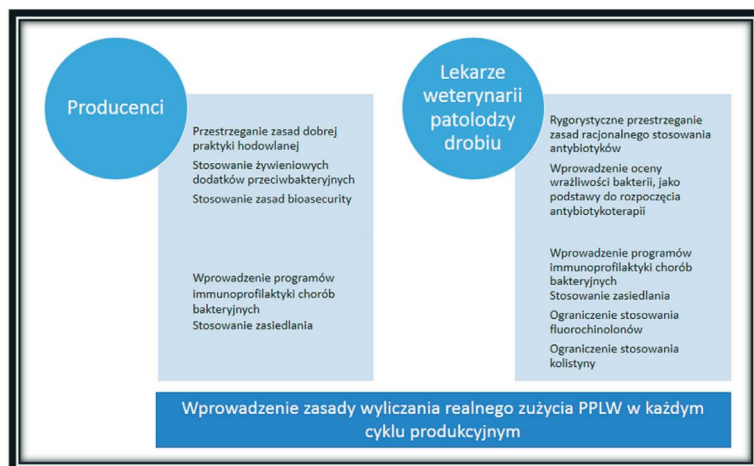 Producenci
Przestrzeganie zasad dobrej
praktyki hodowlanej
Stosowanie żywieniowych
dodatków przeciwbakteryjnych
Stosowanie zasad bioasecurity
Wprowadzenie programów
immunoprofilaktyki chorób
bakteryjnych
Stosowanie zasiedlania
Lekarze
weterynarii
patolodzy
drobiu
Rygorystyczne przestrzeganie
zasad racjonalnego stosowania
antybiotyków
Wprowadzenie oceny
wrażliwości bakterii, jako
podstawy do rozpoczęcia
antybiotykoterapii
Wprowadzenie programów
immunoprofilaktyki chorób
bakteryjnych
Stosowanie zasiedlania
Ograniczenie stosowania
fluorochinolonów
Ograniczenie stosowania
kolistyny
Wprowadzenie zasady wyliczania realnego zużycia PPLW w każdym
cyklu produkcyjnym